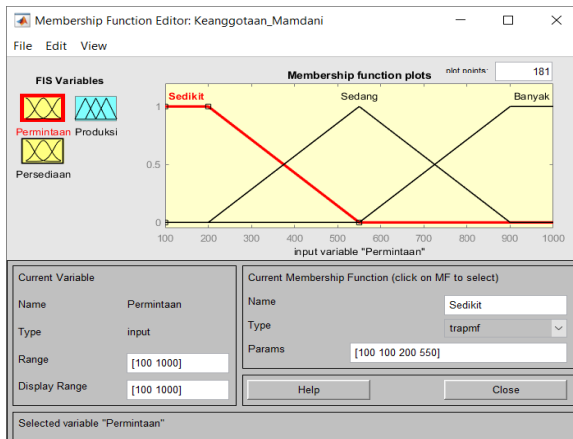 Membership Function Editor: Keanggotaan_Mamdani
File Edit View
FIS Variables
Permintaan Produksi
Persediaan
Membership function plots plot points: 181
Sedikit Sedang Banyak
1
0.5
0
100 200 300 400 500 600 700 800 900 1000
input variable "Permintaan"
Current Variable
Name Permintaan
Type input
Range [100 1000]
Display Range [100 1000]
Current Membership Function (click on MF to select)
Name Sedikit
Type trapmf
Params [100 100 200 550]
Help Close
Selected variable "Permintaan"